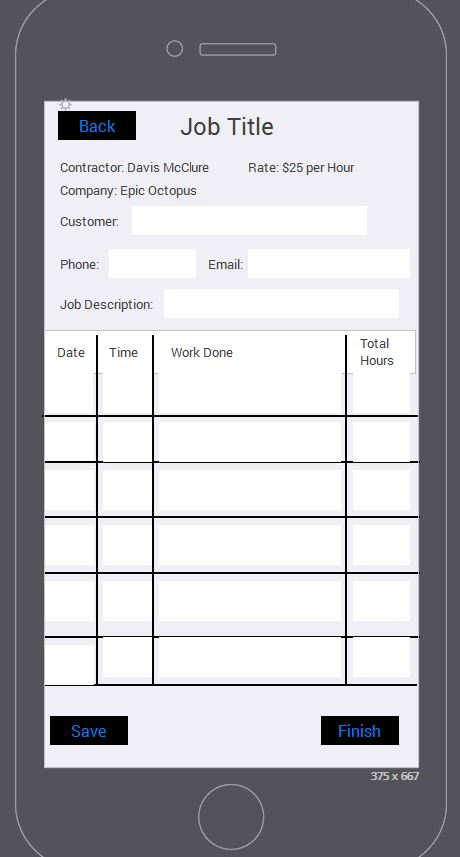 Back
Job Title
Contractor: Davis McClure
Rate: $25 per Hour
Company: Epic Octopus
Customer:
Phone:
Email:
Job Description:
Date
Time
Work Done
Total
Hours
Save
Finish
375 x 667